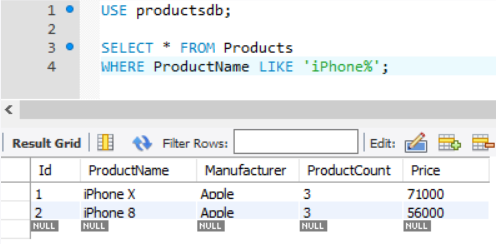 1 USE productsdb;
2
3 SELECT * FROM Products
4 WHERE ProductName LIKE 'iPhone%';
Result Grid Filter Rows: Edit:
Id ProductName Manufacturer ProductCount Price
1 iPhone X Apple 3 71000
2 iPhone 8 Apple 3 56000
NULL NULL NULL NULL NULL